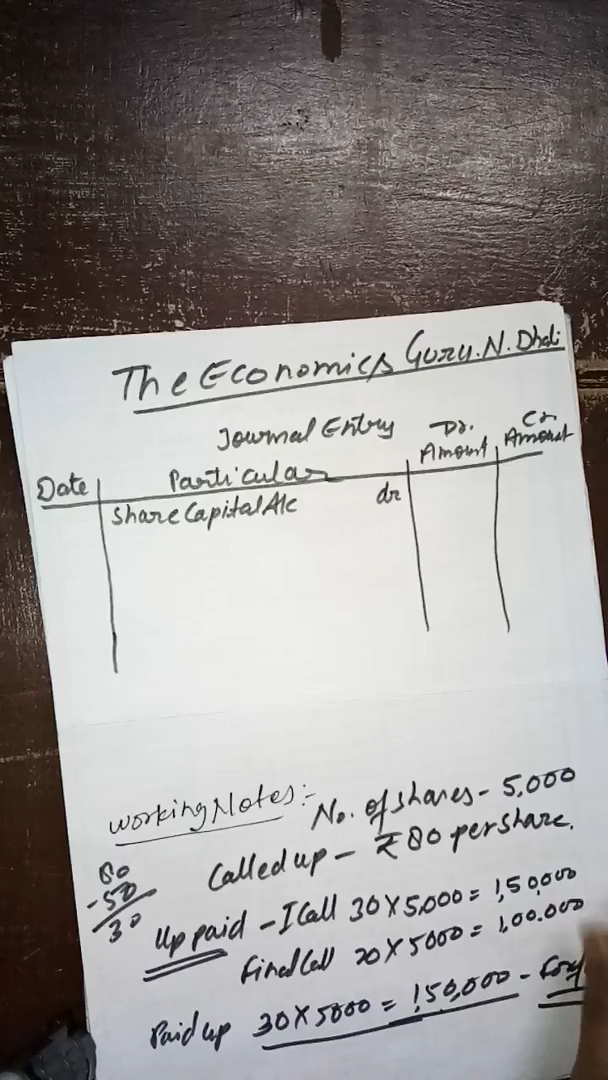 The Economics Guru. N. Dhali
Journal Entry
Date Particular Dr. Amount Cr. Amount
Share Capital A/c dr
Working Notes:-
No. of shares - 5,000
Called up - ₹80 per share.
80
-50
30
Up paid - I Call 30 X 5,000 = 1,50,000
Final Call 20 X 5000 = 1,00,000
Paid up 30 X 5000 = 1,50,000 -